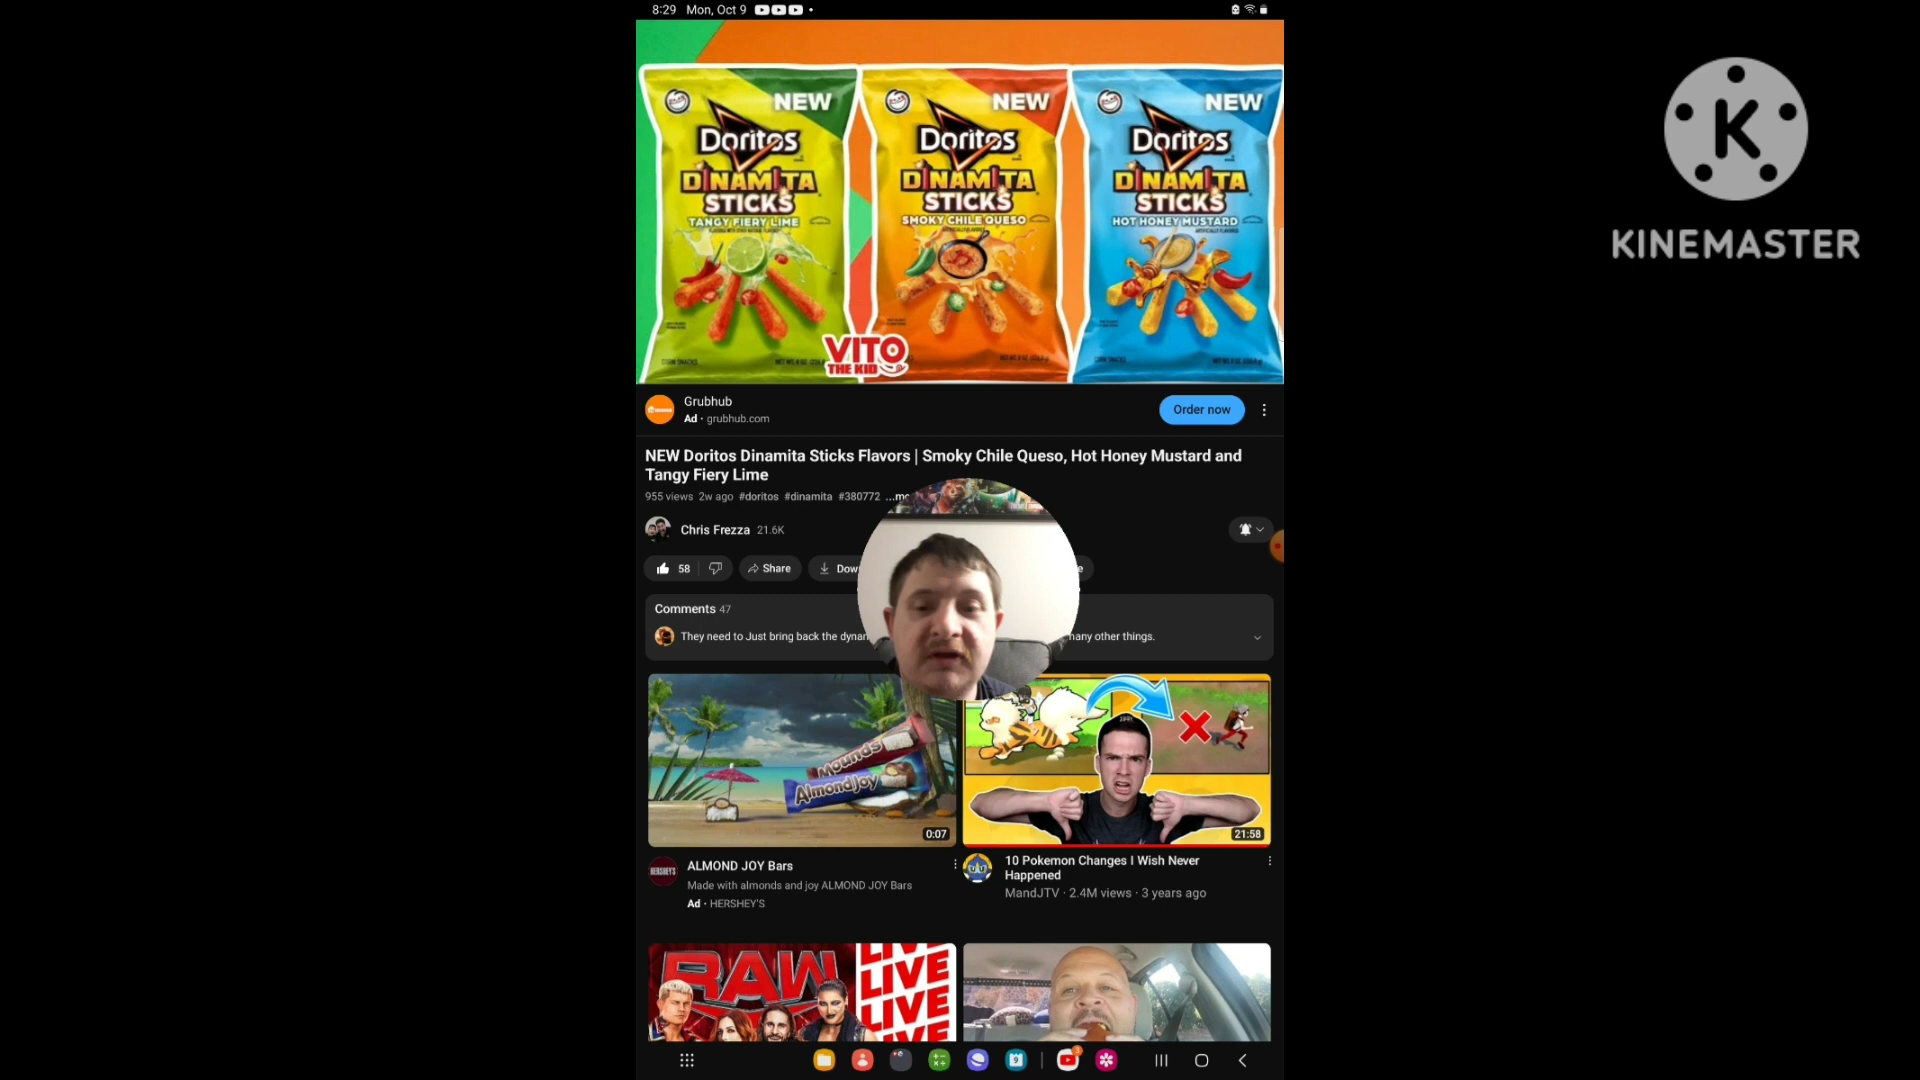 8:29 Mon, Oct 9
KINEMASTER
NEW
Doritos
DINAMITA
STICKS
TANGY FIERY LIME
NEW
Doritos
DINAMITA
STICKS
SMOKY CHILE QUESO
NEW
Doritos
DINAMITA
STICKS
HOT HONEY MUSTARD
VITO
THE KID
Grubhub
Ad · grubhub.com
Order now
NEW Doritos Dinamita Sticks Flavors | Smoky Chile Queso, Hot Honey Mustard and
Tangy Fiery Lime
955 views 2w ago #doritos #dinamita #380772
Chris Frezza 21.6K
58 Share
Comments 47
They need to Just bring back the
many other things.
Mounds
Almond Joy
0:07
21:58
HERSHEY'S
ALMOND JOY Bars
Made with almonds and joy ALMOND JOY Bars
Ad · HERSHEY'S
10 Pokemon Changes I Wish Never
Happened
MandJTV · 2.4M views · 3 years ago
RAW
LIVE
LIVE
LIVE
LIVE